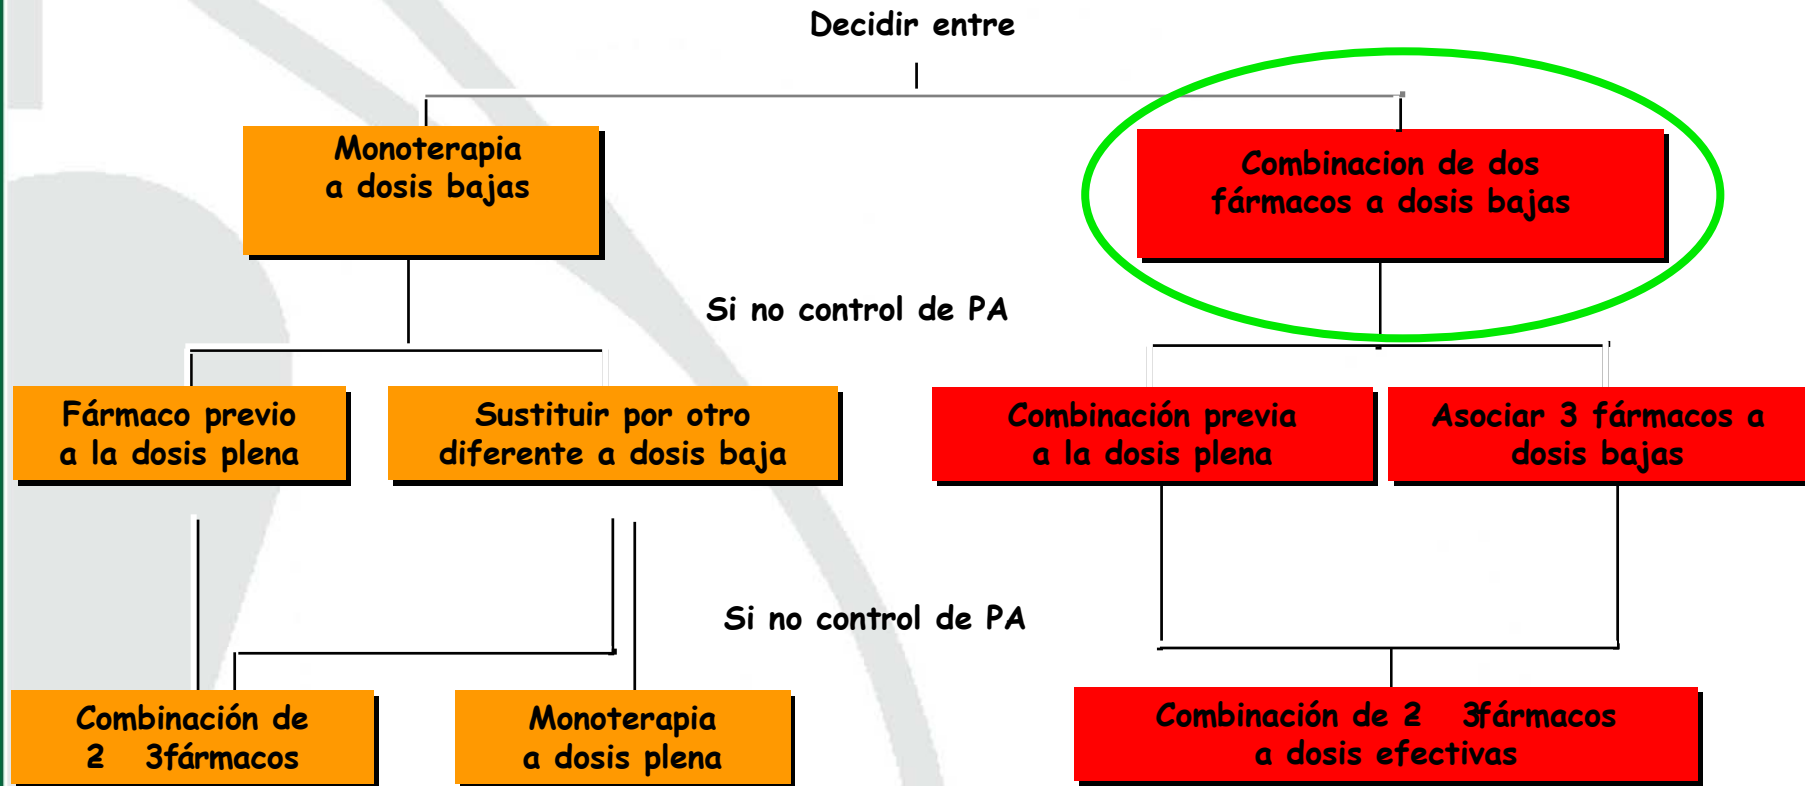 Decidir entre
Monoterapia
a dosis bajas
Combinacion de dos
fármacos a dosis bajas
Si no control de PA
Fármaco previo
a la dosis plena
Sustituir por otro
diferente a dosis baja
Combinación previa
a la dosis plena
Asociar 3 fármacos a
dosis bajas
Si no control de PA
Combinación de
2 3fármacos
Monoterapia
a dosis plena
Combinación de 2 3fármacos
a dosis efectivas